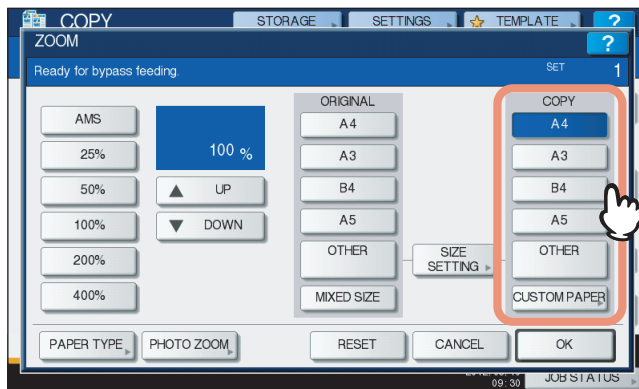 COPY
STORAGE
SETTINGS
TEMPLATE
?
ZOOM
?
Ready for bypass feeding.
SET 1
AMS
25%
50%
100%
200%
400%
100 %
UP
DOWN
ORIGINAL
A4
A3
B4
A5
OTHER
MIXED SIZE
SIZE
SETTING
COPY
A4
A3
B4
A5
OTHER
CUSTOM PAPER
PAPER TYPE
PHOTO ZOOM
RESET
CANCEL
OK
09:30
JOB STATUS